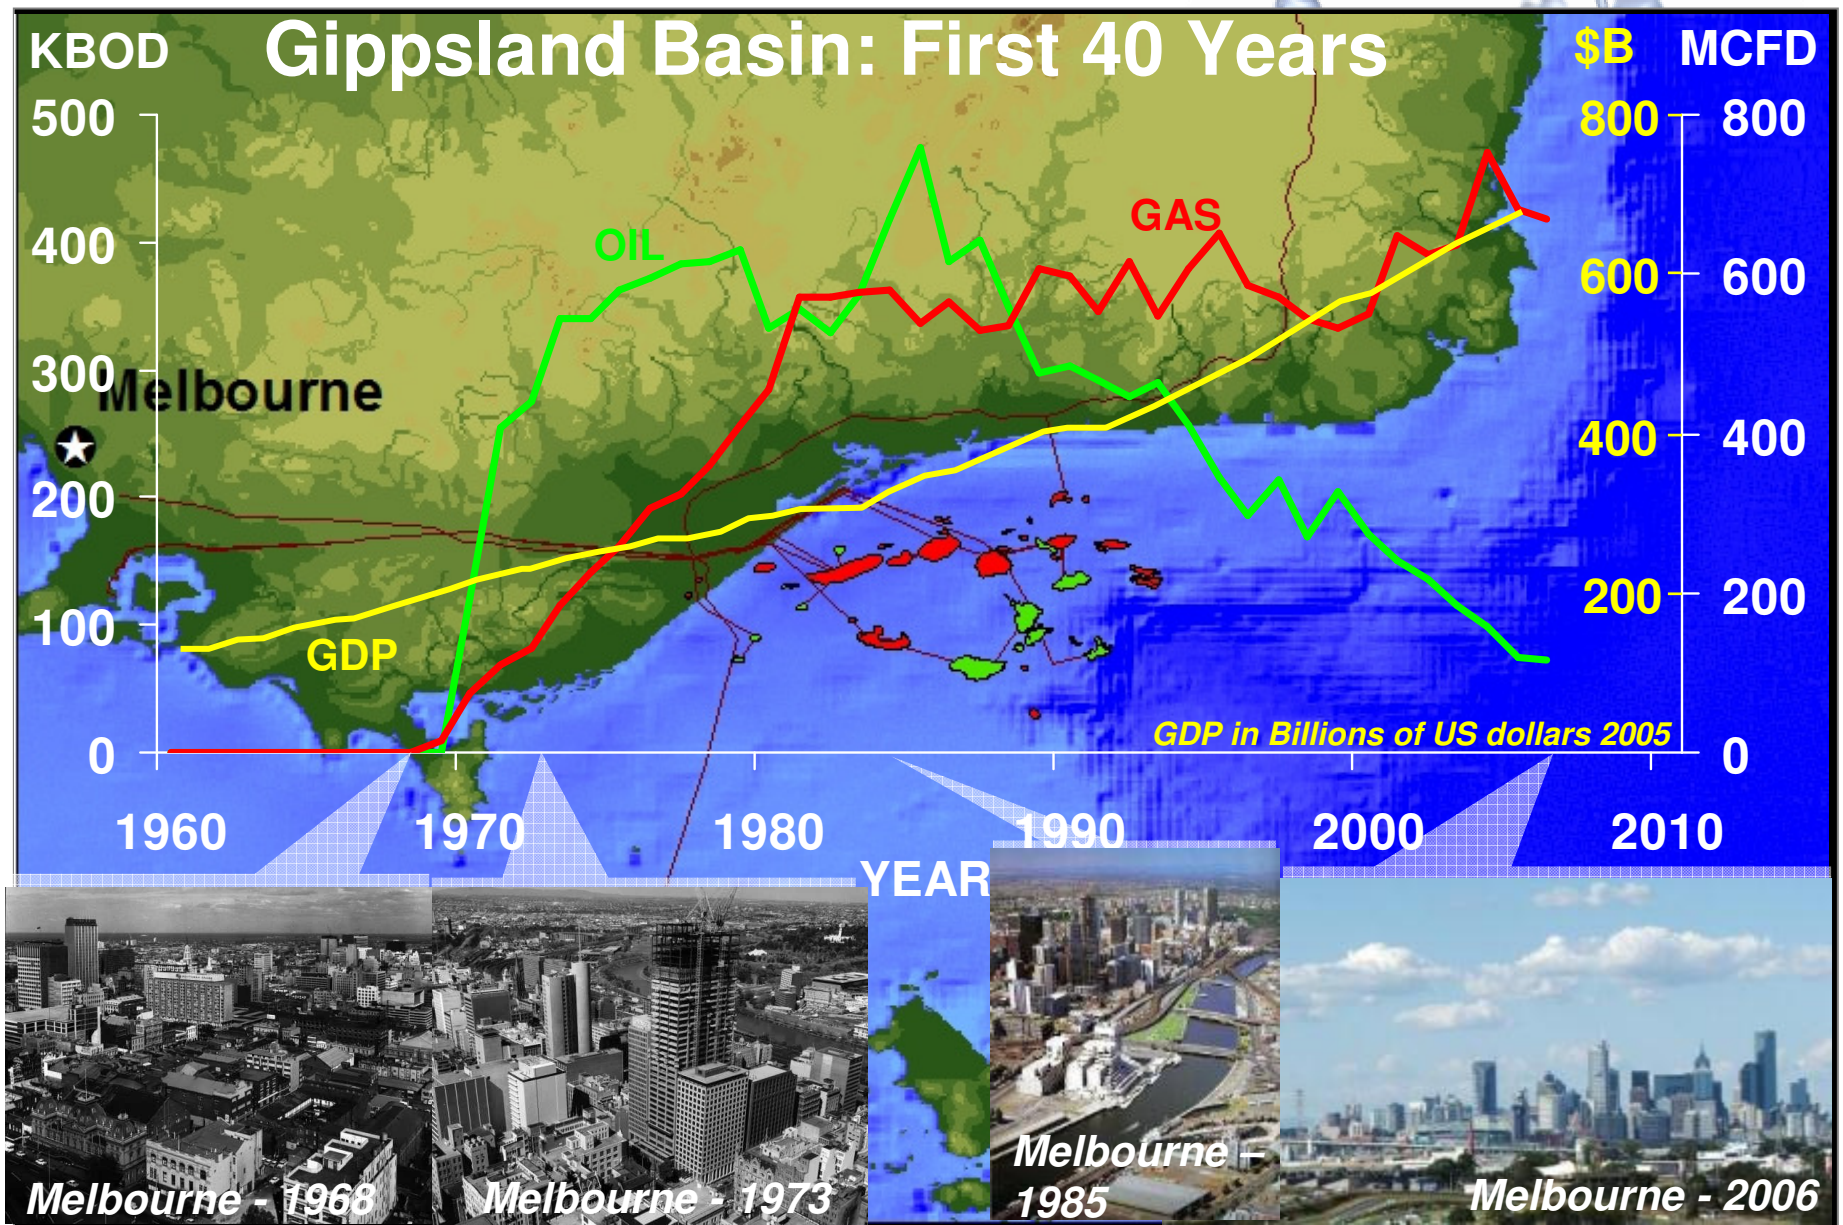 Gippsland Basin: First 40 Years
KBOD
$B
MCFD
500
400
300
200
100
0
800
600
400
200
800
600
400
200
0
OIL
GAS
GDP
Melbourne
GDP in Billions of US dollars 2005
1960
1970
1980
1990
2000
2010
YEAR
Melbourne - 1968
Melbourne - 1973
Melbourne –
1985
Melbourne - 2006